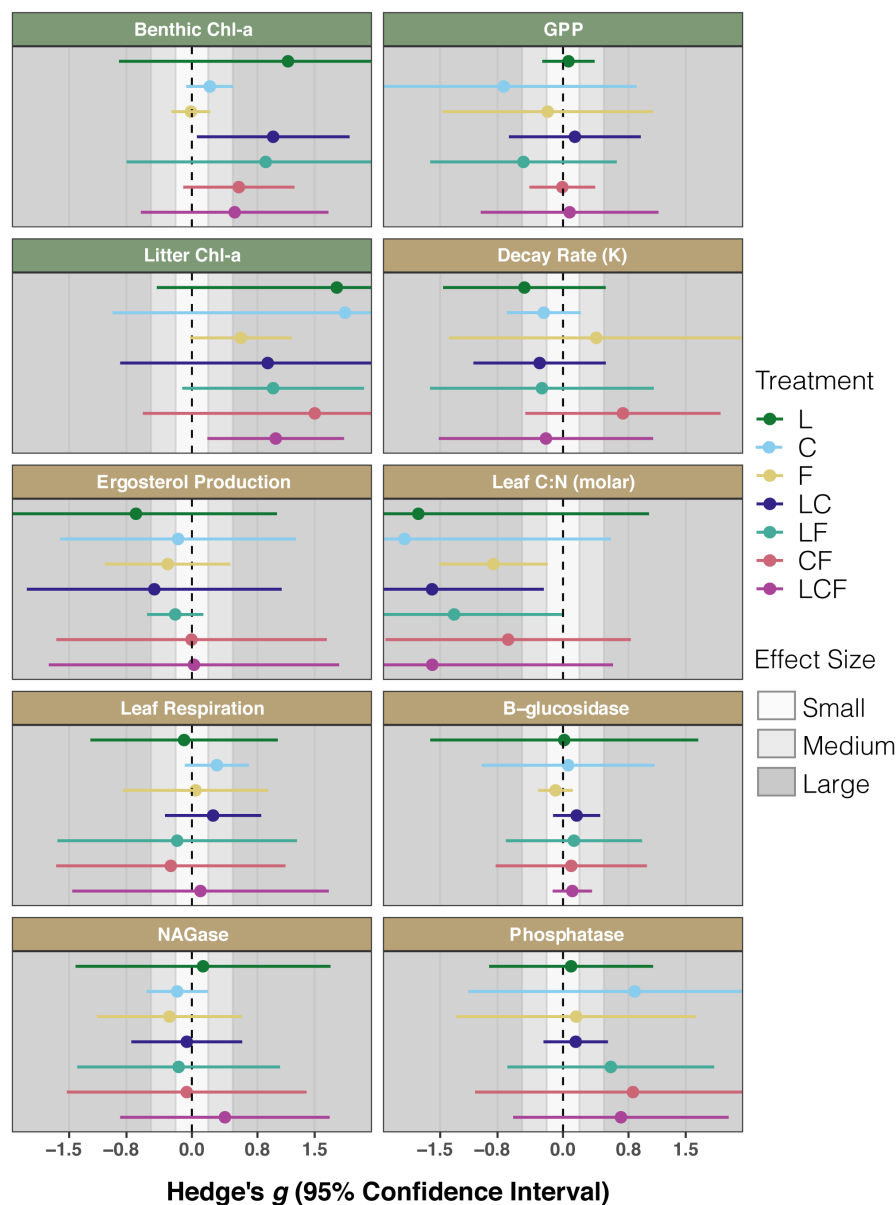 Benthic Chl-a
GPP
Litter Chl-a
Decay Rate (K)
Ergosterol Production
Leaf C:N (molar)
Leaf Respiration
B–glucosidase
NAGase
Phosphatase
−1.5 −0.8 0.0 0.8 1.5
−1.5 −0.8 0.0 0.8 1.5
Hedge's g (95% Confidence Interval)
Treatment
L
C
F
LC
LF
CF
LCF
Effect Size
Small
Medium
Large